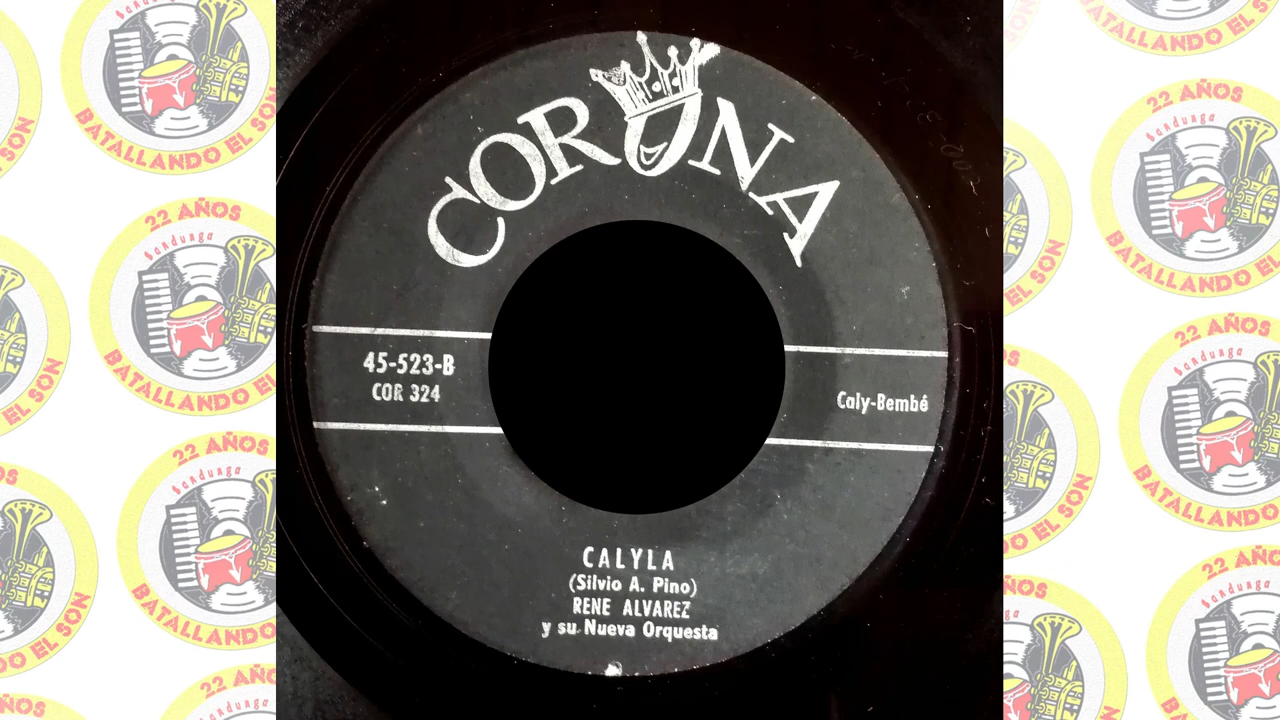 CORONA
45-523-B
COR 324
Caly-Bembé
CALYLA
(Silvio A. Pino)
RENE ALVAREZ
y su Nueva Orquesta
22 AÑOS
Sandunga
BATALLANDO EL SON